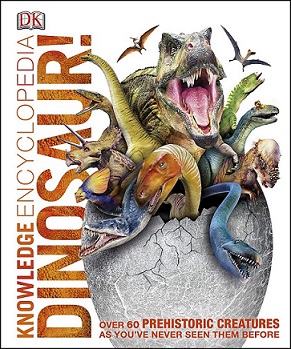 DK
KNOWLEDGE ENCYCLOPEDIA
DINOSAUR!
OVER 60 PREHISTORIC CREATURES
AS YOU'VE NEVER SEEN THEM BEFORE